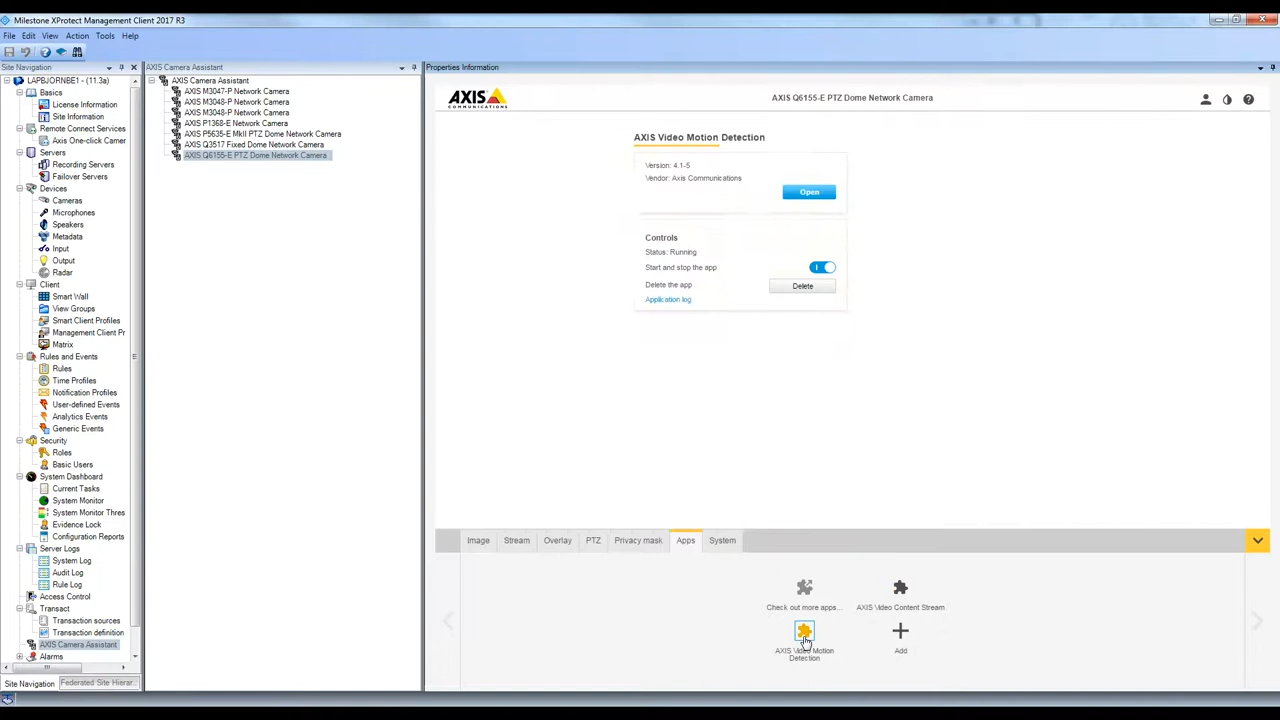 Milestone XProtect Management Client 2017 R3
File Edit View Action Tools Help
Site Navigation
LAPBJORNBE1 - (11.3a)
Basics
License Information
Site Information
Remote Connect Services
Axis One-click Camer
Servers
Recording Servers
Failover Servers
Devices
Cameras
Microphones
Speakers
Metadata
Input
Output
Radar
Client
Smart Wall
View Groups
Smart Client Profiles
Management Client Pr
Matrix
Rules and Events
Rules
Time Profiles
Notification Profiles
User-defined Events
Analytics Events
Generic Events
Security
Roles
Basic Users
System Dashboard
Current Tasks
System Monitor
System Monitor Thres
Evidence Lock
Configuration Reports
Server Logs
System Log
Audit Log
Rule Log
Access Control
Transact
Transaction sources
Transaction definition
AXIS Camera Assistant
Alarms
Site Navigation Federated Site Hierar...
AXIS Camera Assistant
AXIS Camera Assistant
AXIS M3047-P Network Camera
AXIS M3048-P Network Camera
AXIS M3048-P Network Camera
AXIS P1368-E Network Camera
AXIS P5635-E MkII PTZ Dome Network Camera
AXIS Q3517 Fixed Dome Network Camera
AXIS Q6155-E PTZ Dome Network Camera
Properties Information
AXIS COMMUNICATIONS
AXIS Q6155-E PTZ Dome Network Camera
AXIS Video Motion Detection
Version: 4.1-5
Vendor: Axis Communications
Open
Controls
Status: Running
Start and stop the app
Delete the app
Delete
Application log
Image Stream Overlay PTZ Privacy mask Apps System
Check out more apps...
AXIS Video Content Stream
AXIS Video Motion
Detection
Add